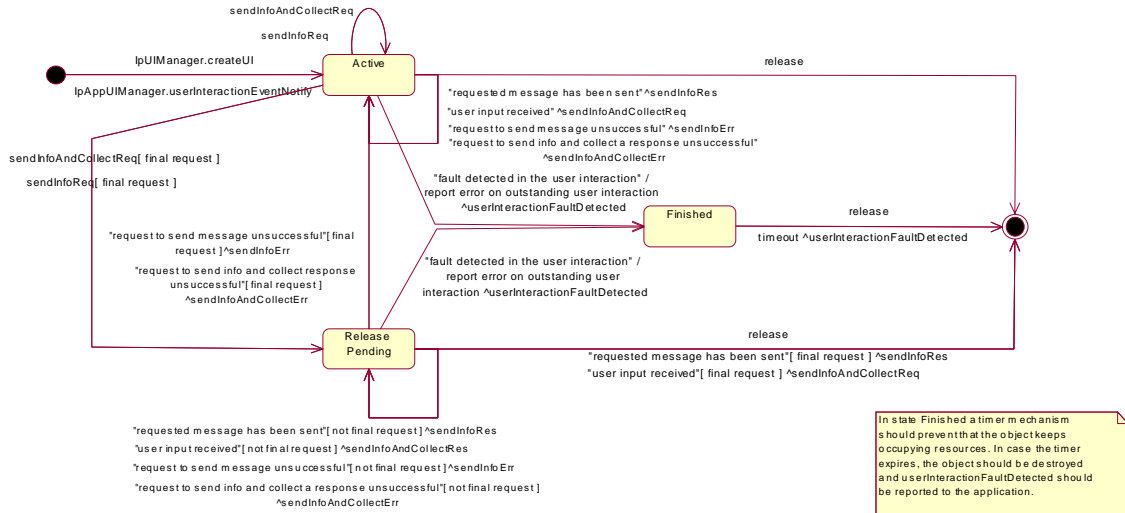 sendInfoAndCollectReq
sendInfoReq
IpUIManager.createUI
Active
release
IpAppUIManager.userInteractionEventNotify
"requested message has been sent" ^sendInfoRes
"user input received" ^sendInfoAndCollectReq
"request to send message unsuccessful" ^sendInfoErr
"request to send info and collect a response unsuccessful"
^sendInfoAndCollectErr
sendInfoAndCollectReq[ final request ]
sendInfoReq[ final request ]
"fault detected in the user interaction" /
report error on outstanding user interaction
^userInteractionFaultDetected
Finished
release
timeout ^userInteractionFaultDetected
"request to send message unsuccessful"[ final
request ] ^sendInfoErr
"request to send info and collect response
unsuccessful"[ final request ]
^sendInfoAndCollectErr
"fault detected in the user interaction" /
report error on outstanding user
interaction ^userInteractionFaultDetected
Release
Pending
release
"requested message has been sent"[ final request ] ^sendInfoRes
"user input received"[ final request ] ^sendInfoAndCollectReq
"requested message has been sent"[ not final request ] ^sendInfoRes
"user input received"[ not final request ] ^sendInfoAndCollectRes
"request to send message unsuccessful"[ not final request ] ^sendInfoErr
"request to send info and collect a response unsuccessful"[ not final request ]
^sendInfoAndCollectErr
In state Finished a timer mechanism
should prevent that the object keeps
occupying resources. In case the timer
expires, the object should be destroyed
and userInteractionFaultDetected should
be reported to the application.